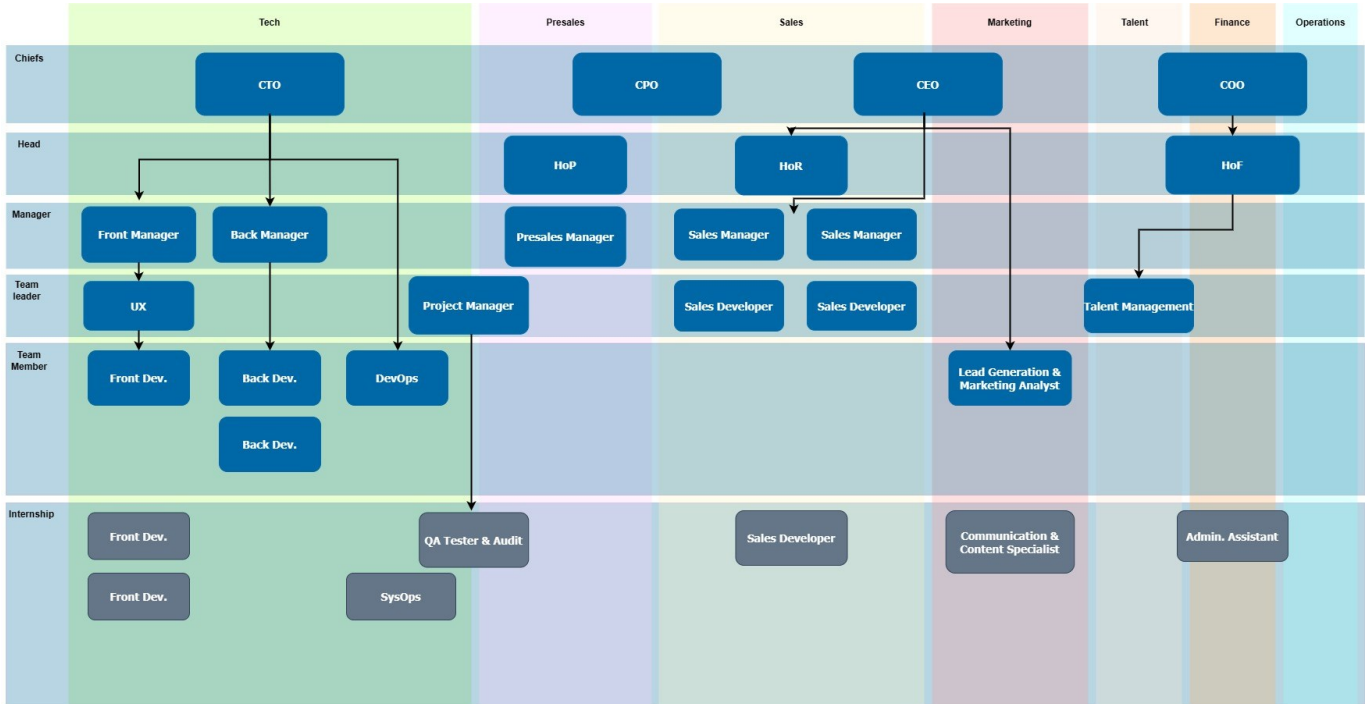 Tech
Presales
Sales
Marketing
Talent
Finance
Operations
Chiefs
CTO
CPO
CEO
COO
Head
HoP
HoR
HoF
Manager
Front Manager
Back Manager
Presales Manager
Sales Manager
Sales Manager
Team
leader
UX
Project Manager
Sales Developer
Sales Developer
Talent Management
Team
Member
Front Dev.
Back Dev.
DevOps
Lead Generation &
Marketing Analyst
Back Dev.
Internship
Front Dev.
QA Tester & Audit
Sales Developer
Communication &
Content Specialist
Admin. Assistant
Front Dev.
SysOps